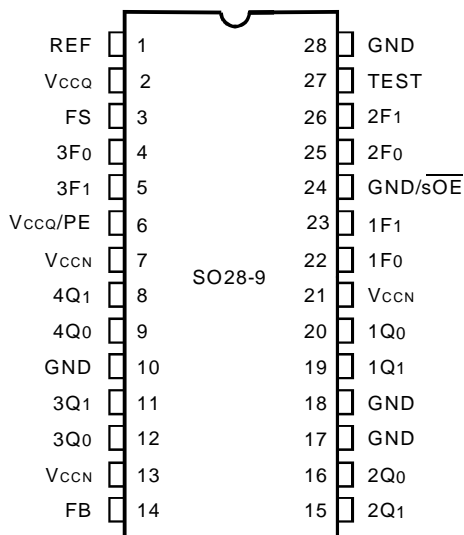 REF 1 28 GND
VCCQ 2 27 TEST
FS 3 26 2F1
3F0 4 25 2F0
3F1 5 24 GND/s̅O̅E̅
VCCQ/PE 6 23 1F1
VCCN 7 22 1F0
SO28-9
4Q1 8 21 VCCN
4Q0 9 20 1Q0
GND 10 19 1Q1
3Q1 11 18 GND
3Q0 12 17 GND
VCCN 13 16 2Q0
FB 14 15 2Q1